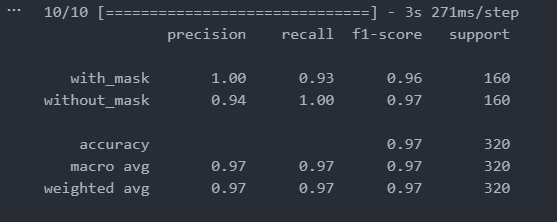 ... 10/10 [==============================] - 3s 271ms/step
precision recall f1-score support
with_mask 1.00 0.93 0.96 160
without_mask 0.94 1.00 0.97 160
accuracy 0.97 320
macro avg 0.97 0.97 0.97 320
weighted avg 0.97 0.97 0.97 320